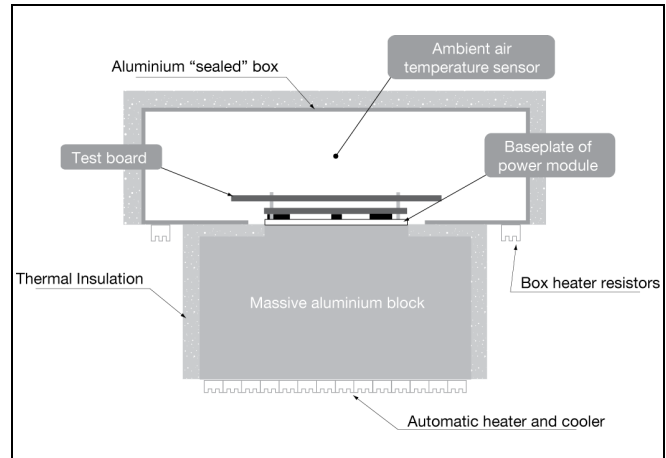 Ambient air
temperature sensor
Aluminium “sealed” box
Baseplate of
power module
Test board
Thermal Insulation
Box heater resistors
Massive aluminium block
Automatic heater and cooler